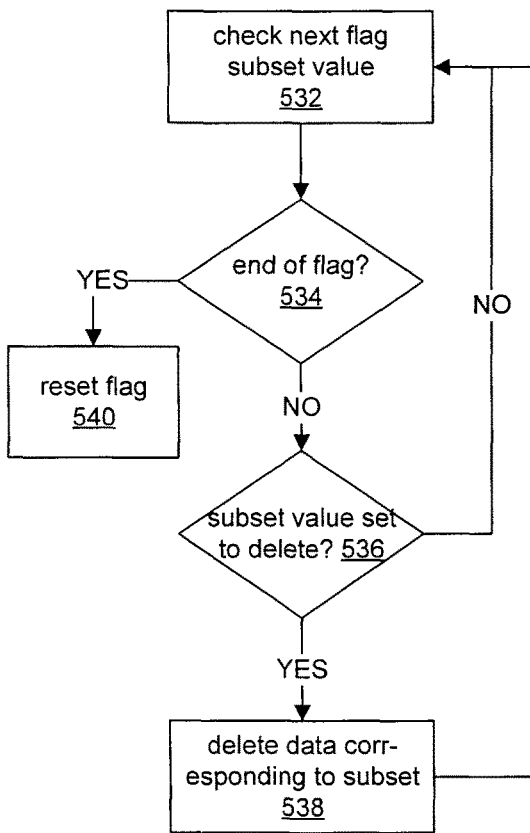 check next flag
subset value
532
end of flag?
534
YES
reset flag
540
NO
NO
subset value set
to delete? 536
YES
delete data corr-
esponding to subset
538